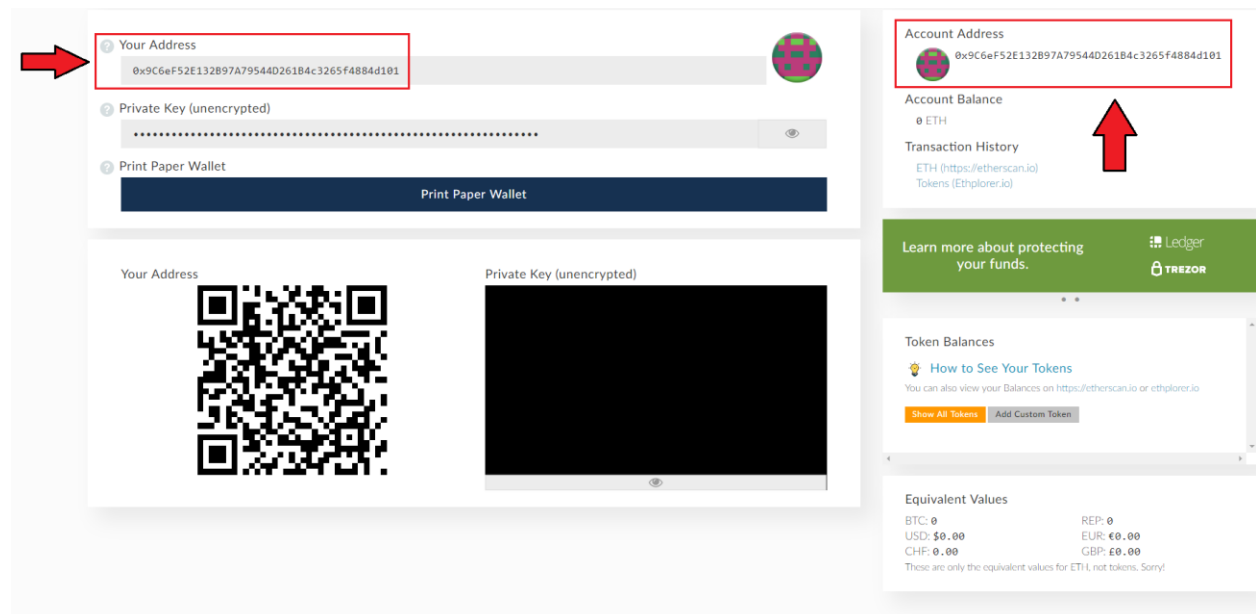 Your Address
0x9C6eF52E132B97A79544D261B4c3265f4884d101
Private Key (unencrypted)
Print Paper Wallet
Print Paper Wallet
Your Address
Private Key (unencrypted)
Account Address
0x9C6eF52E132B97A79544D261B4c3265f4884d101
Account Balance
0 ETH
Transaction History
ETH (https://etherscan.io)
Tokens (Ethplorer.io)
Learn more about protecting
your funds.
Ledger
TREZOR
Token Balances
How to See Your Tokens
You can also view your Balances on https://etherscan.io or ethplorer.io
Show All Tokens Add Custom Token
Equivalent Values
BTC: 0 REP: 0
USD: $0.00 EUR: €0.00
CHF: 0.00 GBP: £0.00
These are only the equivalent values for ETH, not tokens. Sorry!